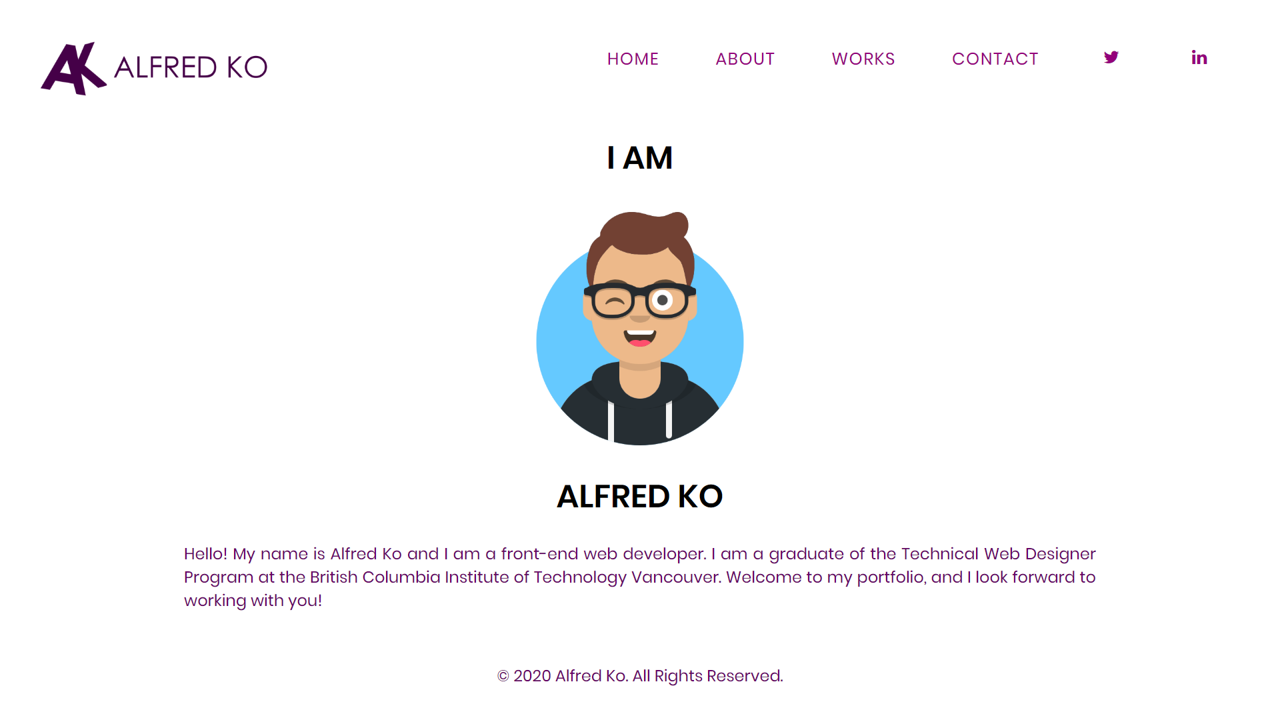 AK ALFRED KO
HOME ABOUT WORKS CONTACT in
I AM
ALFRED KO
Hello! My name is Alfred Ko and I am a front-end web developer. I am a graduate of the Technical Web Designer
Program at the British Columbia Institute of Technology Vancouver. Welcome to my portfolio, and I look forward to
working with you!
© 2020 Alfred Ko. All Rights Reserved.